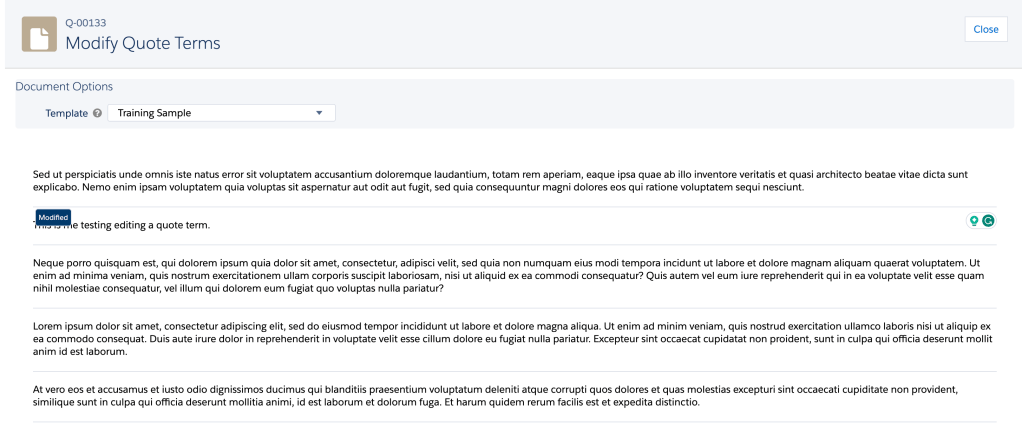 Q-00133
Modify Quote Terms
Close
Document Options
Template
Training Sample
Sed ut perspiciatis unde omnis iste natus error sit voluptatem accusantium doloremque laudantium, totam rem aperiam, eaque ipsa quae ab illo inventore veritatis et quasi architecto beatae vitae dicta sunt
explicabo. Nemo enim ipsam voluptatem quia voluptas sit aspernatur aut odit aut fugit, sed quia consequuntur magni dolores eos qui ratione voluptatem sequi nesciunt.
Modified
This is me testing editing a quote term.
Neque porro quisquam est, qui dolorem ipsum quia dolor sit amet, consectetur, adipisci velit, sed quia non numquam eius modi tempora incidunt ut labore et dolore magnam aliquam quaerat voluptatem. Ut
enim ad minima veniam, quis nostrum exercitationem ullam corporis suscipit laboriosam, nisi ut aliquid ex ea commodi consequatur? Quis autem vel eum iure reprehenderit qui in ea voluptate velit esse quam
nihil molestiae consequatur, vel illum qui dolorem eum fugiat quo voluptas nulla pariatur?
Lorem ipsum dolor sit amet, consectetur adipiscing elit, sed do eiusmod tempor incididunt ut labore et dolore magna aliqua. Ut enim ad minim veniam, quis nostrud exercitation ullamco laboris nisi ut aliquip ex
ea commodo consequat. Duis aute irure dolor in reprehenderit in voluptate velit esse cillum dolore eu fugiat nulla pariatur. Excepteur sint occaecat cupidatat non proident, sunt in culpa qui officia deserunt mollit
anim id est laborum.
At vero eos et accusamus et iusto odio dignissimos ducimus qui blanditiis praesentium voluptatum deleniti atque corrupti quos dolores et quas molestias excepturi sint occaecati cupiditate non provident,
similique sunt in culpa qui officia deserunt mollitia animi, id est laborum et dolorum fuga. Et harum quidem rerum facilis est et expedita distinctio.